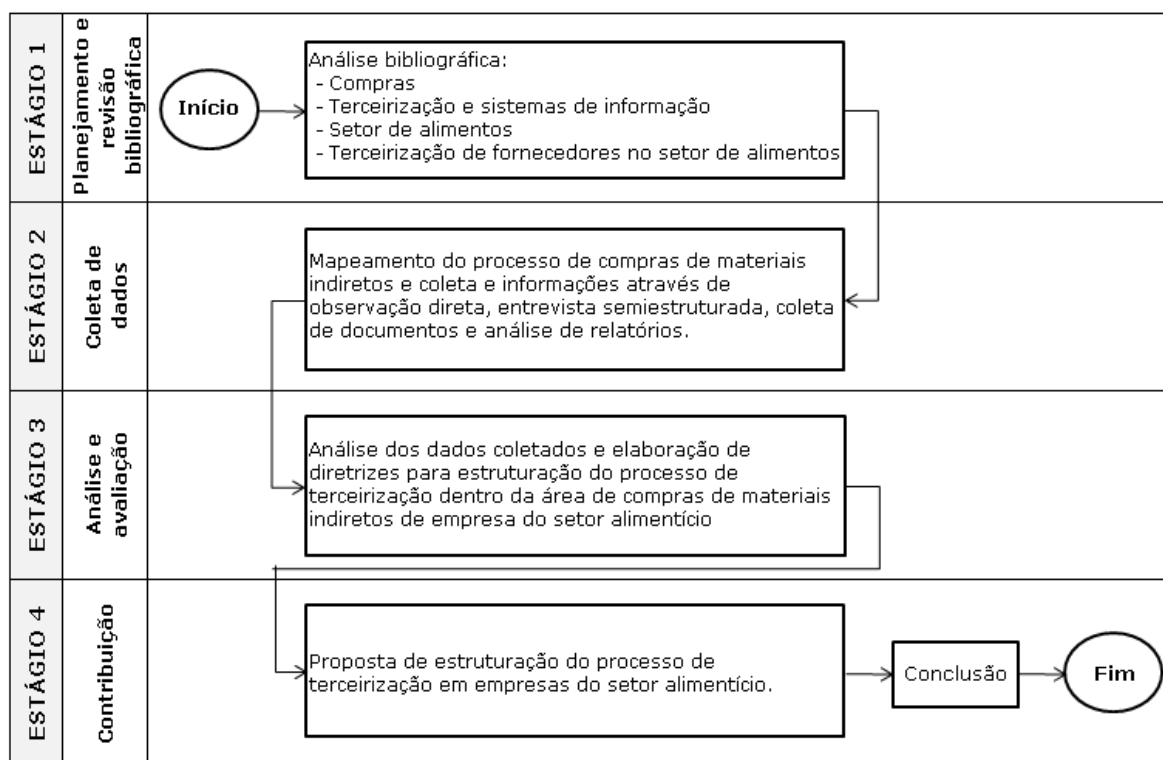 ESTÁGIO 1
Planejamento e
revisão
bibliográfica
Início
Análise bibliográfica:
- Compras
- Terceirização e sistemas de informação
- Setor de alimentos
- Terceirização de fornecedores no setor de alimentos
ESTÁGIO 2
Coleta de
dados
Mapeamento do processo de compras de materiais
indiretos e coleta e informações através de
observação direta, entrevista semiestruturada, coleta
de documentos e análise de relatórios.
ESTÁGIO 3
Análise e
avaliação
Análise dos dados coletados e elaboração de
diretrizes para estruturação do processo de
terceirização dentro da área de compras de materiais
indiretos de empresa do setor alimentício
ESTÁGIO 4
Contribuição
Proposta de estruturação do processo de
terceirização em empresas do setor alimentício.
Conclusão
Fim